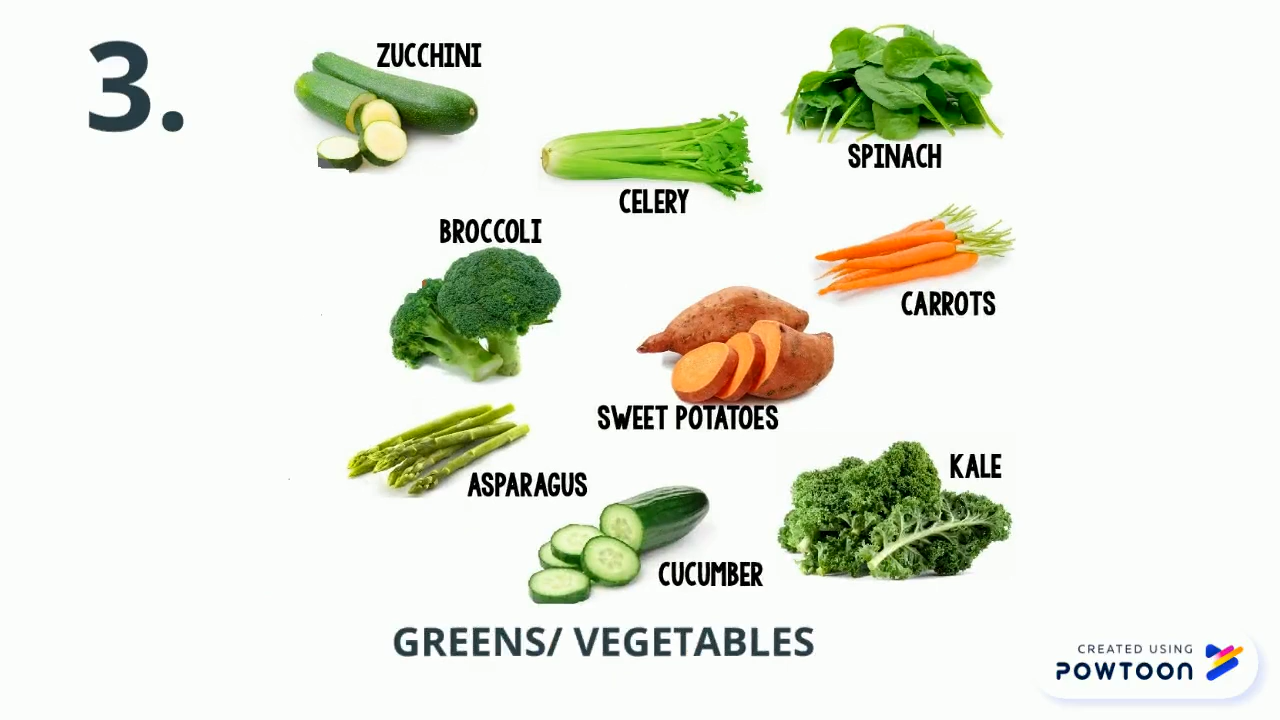 3.
ZUCCHINI
SPINACH
CELERY
BROCCOLI
CARROTS
SWEET POTATOES
KALE
ASPARAGUS
CUCUMBER
GREENS/ VEGETABLES
CREATED USING
POWTOON